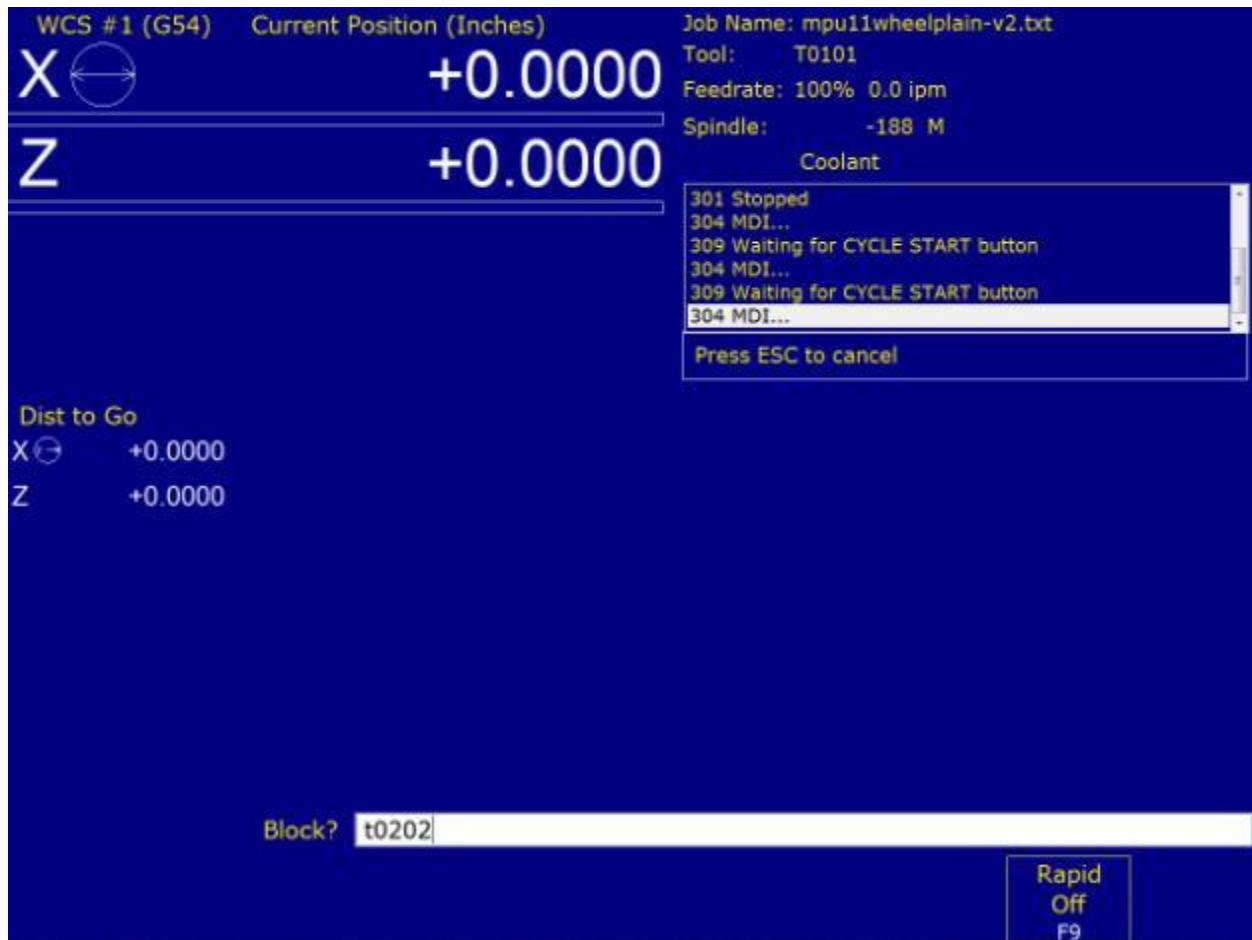 WCS #1 (G54) Current Position (Inches)
X +0.0000
Z +0.0000
Job Name: mpu11wheelplain-v2.txt
Tool: T0101
Feedrate: 100% 0.0 ipm
Spindle: -188 M
Coolant
301 Stopped
304 MDI...
309 Waiting for CYCLE START button
304 MDI...
309 Waiting for CYCLE START button
304 MDI...
Press ESC to cancel
Dist to Go
X +0.0000
Z +0.0000
Block? t0202
Rapid
Off
F9